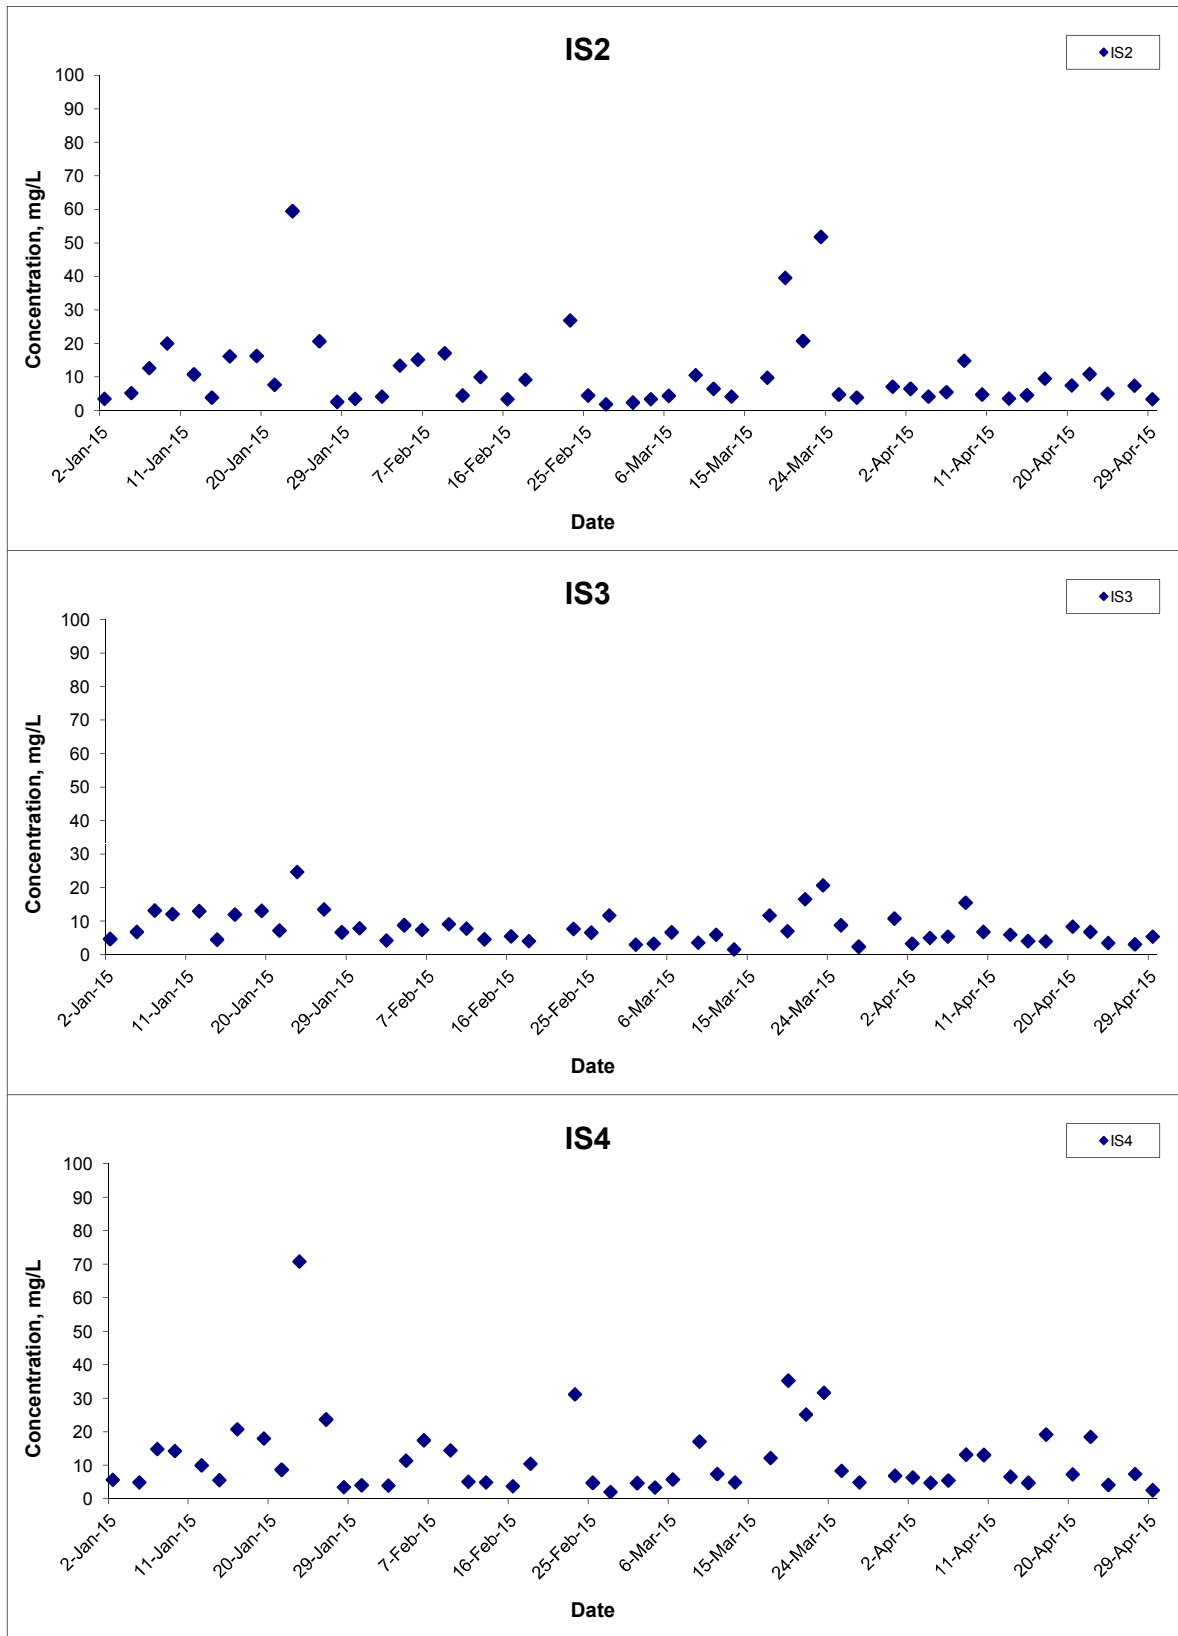 IS2
IS2
Concentration, mg/L
100
90
80
70
60
50
40
30
20
10
0
2-Jan-15
11-Jan-15
20-Jan-15
29-Jan-15
7-Feb-15
16-Feb-15
25-Feb-15
6-Mar-15
15-Mar-15
24-Mar-15
2-Apr-15
11-Apr-15
20-Apr-15
29-Apr-15
Date
IS3
IS3
Concentration, mg/L
100
90
80
70
60
50
40
30
20
10
0
2-Jan-15
11-Jan-15
20-Jan-15
29-Jan-15
7-Feb-15
16-Feb-15
25-Feb-15
6-Mar-15
15-Mar-15
24-Mar-15
2-Apr-15
11-Apr-15
20-Apr-15
29-Apr-15
Date
IS4
IS4
Concentration, mg/L
100
90
80
70
60
50
40
30
20
10
0
2-Jan-15
11-Jan-15
20-Jan-15
29-Jan-15
7-Feb-15
16-Feb-15
25-Feb-15
6-Mar-15
15-Mar-15
24-Mar-15
2-Apr-15
11-Apr-15
20-Apr-15
29-Apr-15
Date